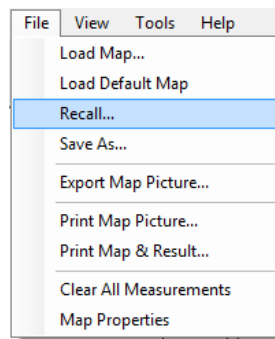 File View Tools Help
Load Map...
Load Default Map
Recall...
Save As...
Export Map Picture...
Print Map Picture...
Print Map & Result...
Clear All Measurements
Map Properties